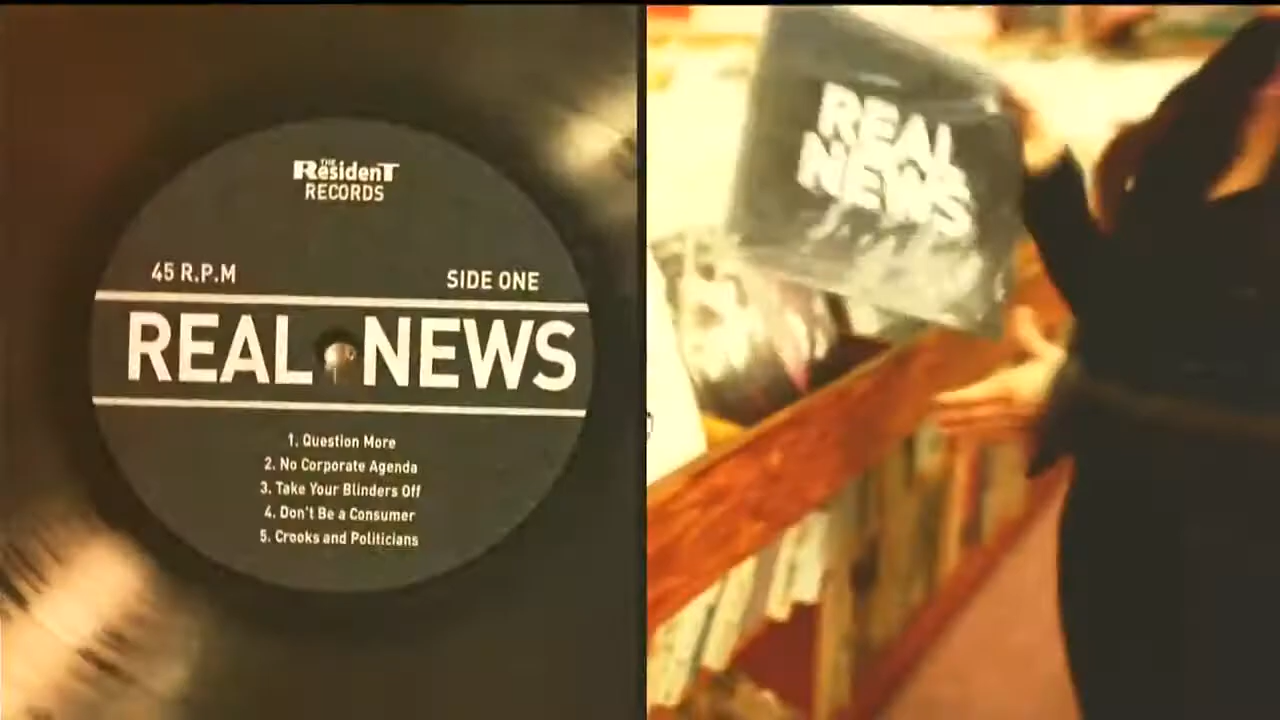 THE
ResidenT
RECORDS
45 R.P.M
SIDE ONE
REAL NEWS
1. Question More
2. No Corporate Agenda
3. Take Your Blinders Off
4. Don't Be a Consumer
5. Crooks and Politicians
REAL
NEWS